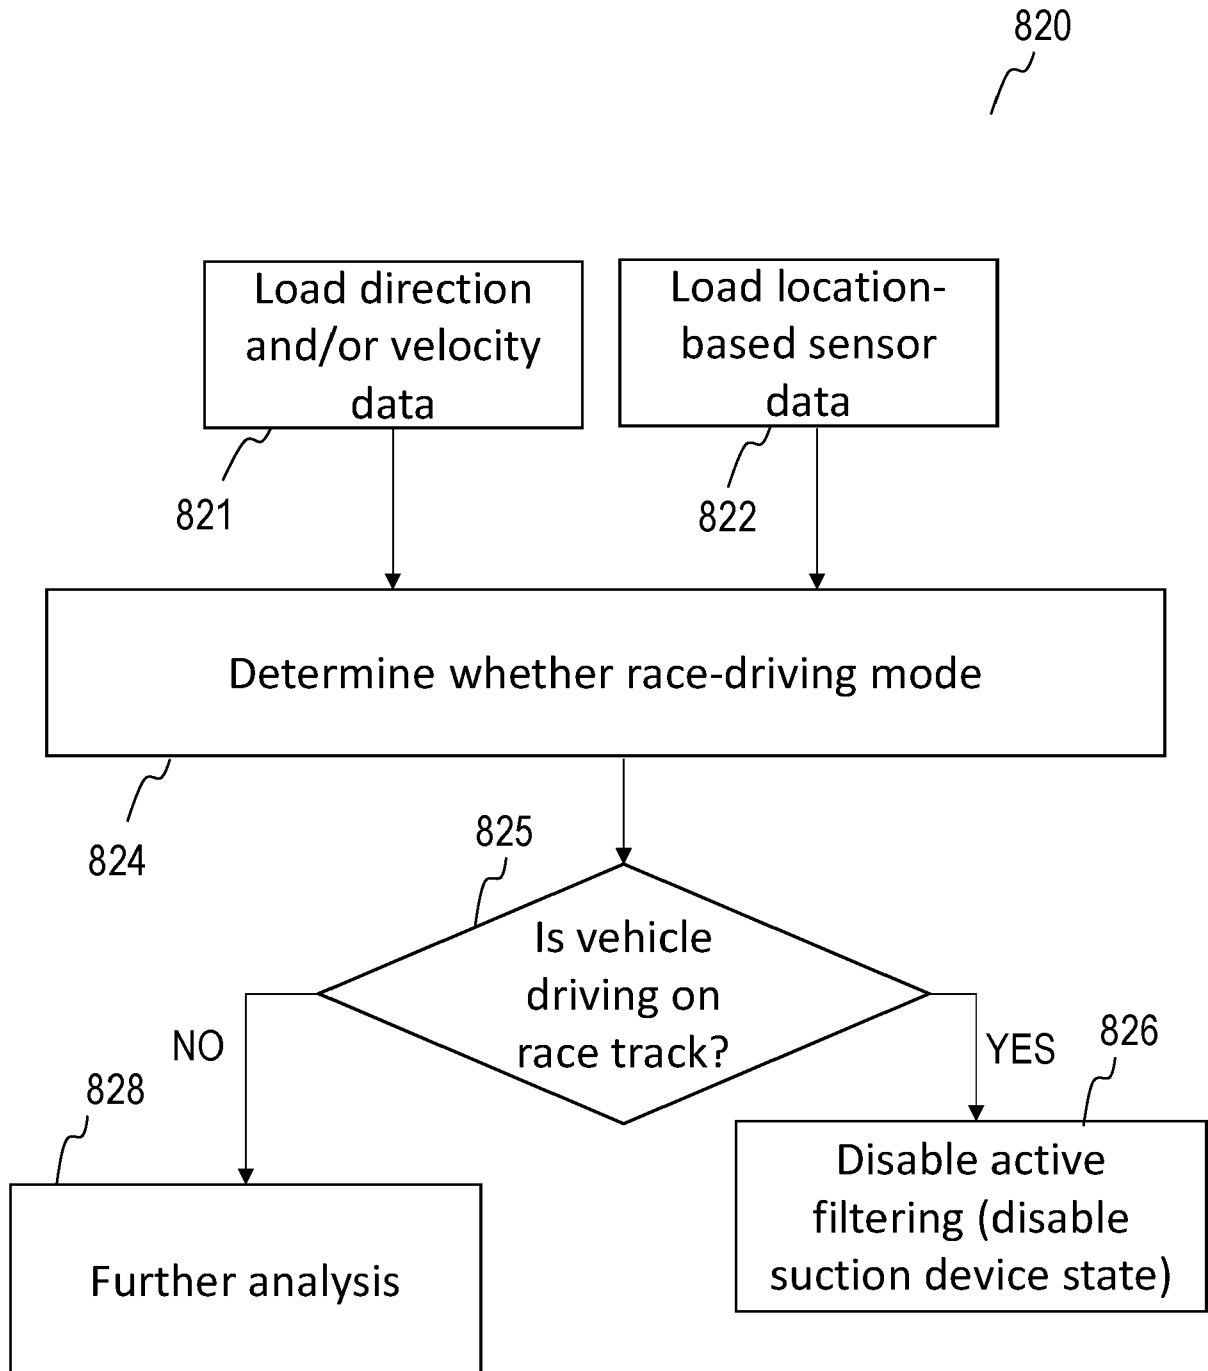 820
Load direction
and/or velocity
data
Load location-
based sensor
data
821
822
Determine whether race-driving mode
824
825
Is vehicle
driving on
race track?
NO
YES
826
828
Disable active
filtering (disable
suction device state)
Further analysis